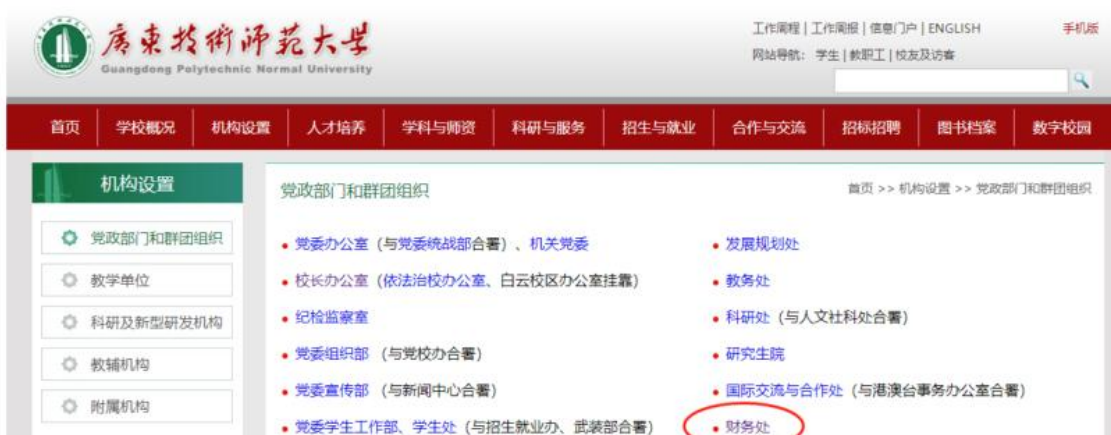 廣東技術師範大學
Guangdong Polytechnic Normal University
工作周程 | 工作周报 | 信息门户 | ENGLISH
手机版
网站导航： 学生 | 教职工 | 校友及访客
首页 学校概况 机构设置 人才培养 学科与师资 科研与服务 招生与就业 合作与交流 招标招聘 图书档案 数字校园
机构设置
党政部门和群团组织
教学单位
科研及新型研发机构
教辅机构
附属机构
党政部门和群团组织
首页 >> 机构设置 >> 党政部门和群团组织
• 党委办公室（与党委统战部合署）、机关党委
• 校长办公室（依法治校办公室、白云校区办公室挂靠）
• 纪检监察室
• 党委组织部 （与党校办合署）
• 党委宣传部 （与新闻中心合署）
• 党委学生工作部、学生处（与招生就业办、武装部合署）
• 发展规划处
• 教务处
• 科研处（与人文社科处合署）
• 研究生院
• 国际交流与合作处（与港澳台事务办公室合署）
• 财务处